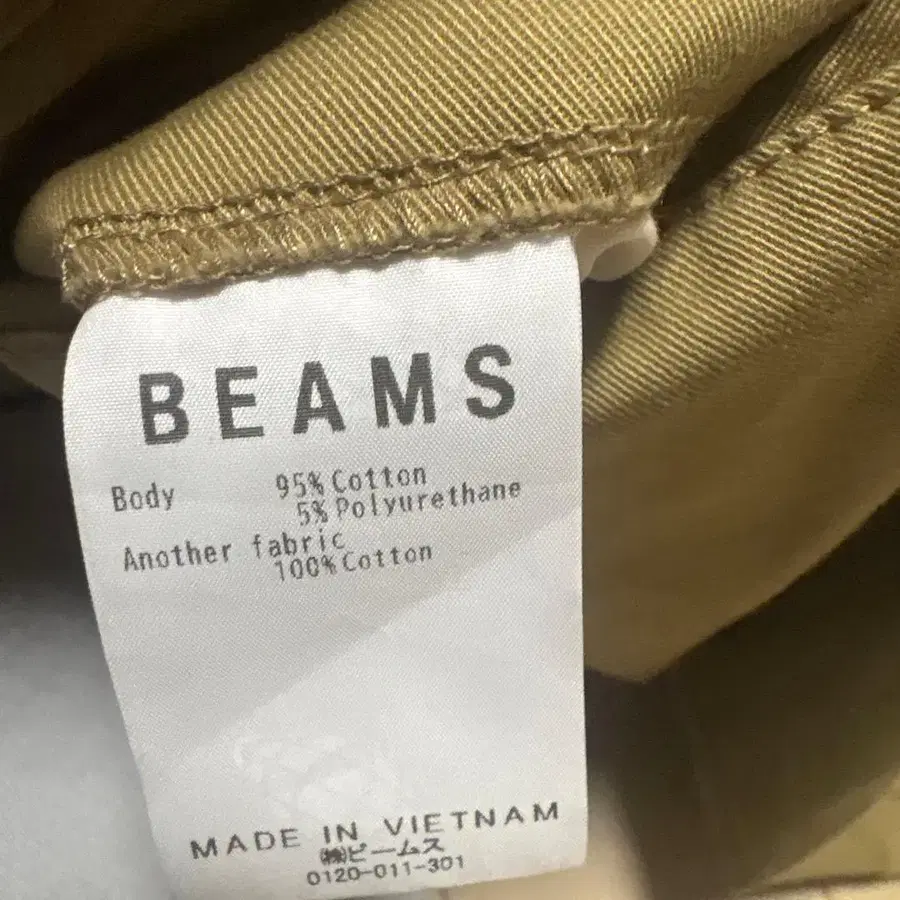 BEAMS
Body 95% Cotton
5% Polyurethane
Another fabric
100% Cotton
MADE IN VIETNAM
㈱ビームス
0120-011-301